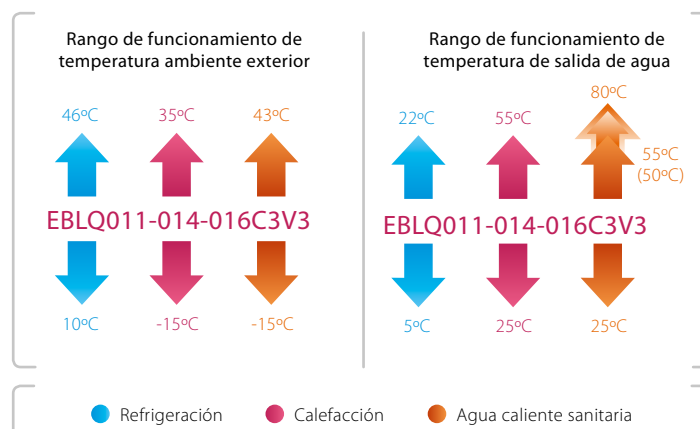 Rango de funcionamiento de
temperatura ambiente exterior
46ºC
35ºC
43ºC
EBLQ011-014-016C3V3
10ºC
-15ºC
-15ºC
Rango de funcionamiento de
temperatura de salida de agua
80ºC
22ºC
55ºC
55ºC
(50ºC)
EBLQ011-014-016C3V3
5ºC
25ºC
25ºC
Refrigeración
Calefacción
Agua caliente sanitaria